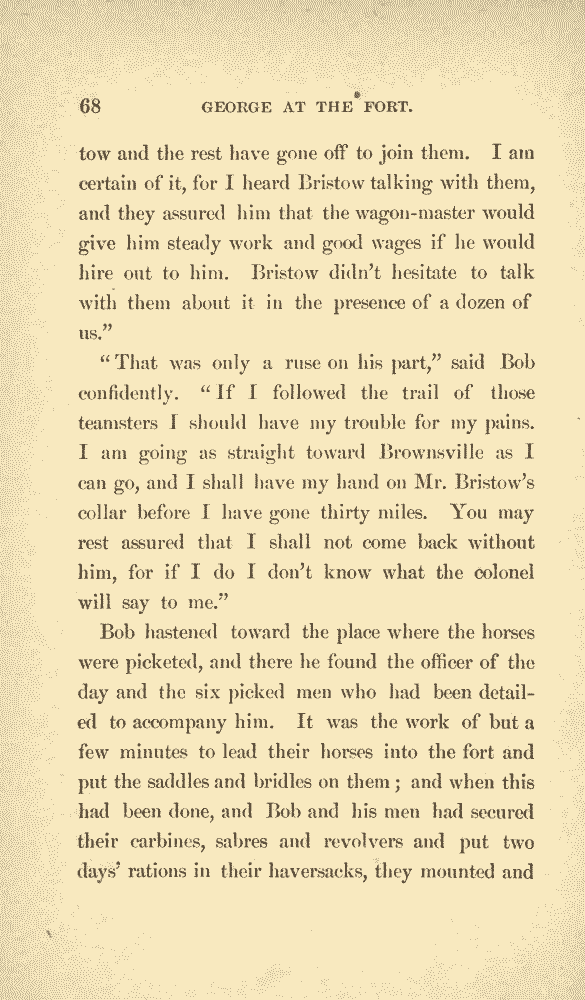 68 GEORGE AT THE FORT.
tow and the rest have gone off to join them. I am
certain of it, for I heard Bristow talking with them,
and they assured him that the wagon-master would
give him steady work and good wages if he would
hire out to him. Bristow didn't hesitate to talk
with them about it in the presence of a dozen of
us."
"That was only a ruse on his part," said Bob
confidently. "If I followed the trail of those
teamsters I should have my trouble for my pains.
I am going as straight toward Brownsville as I
can go, and I shall have my hand on Mr. Bristow's
collar before I have gone thirty miles. You may
rest assured that I shall not come back without
him, for if I do I don't know what the colonel
will say to me."
Bob hastened toward the place where the horses
were picketed, and there he found the officer of the
day and the six picked men who had been detail-
ed to accompany him. It was the work of but a
few minutes to lead their horses into the fort and
put the saddles and bridles on them; and when this
had been done, and Bob and his men had secured
their carbines, sabres and revolvers and put two
days' rations in their haversacks, they mounted and